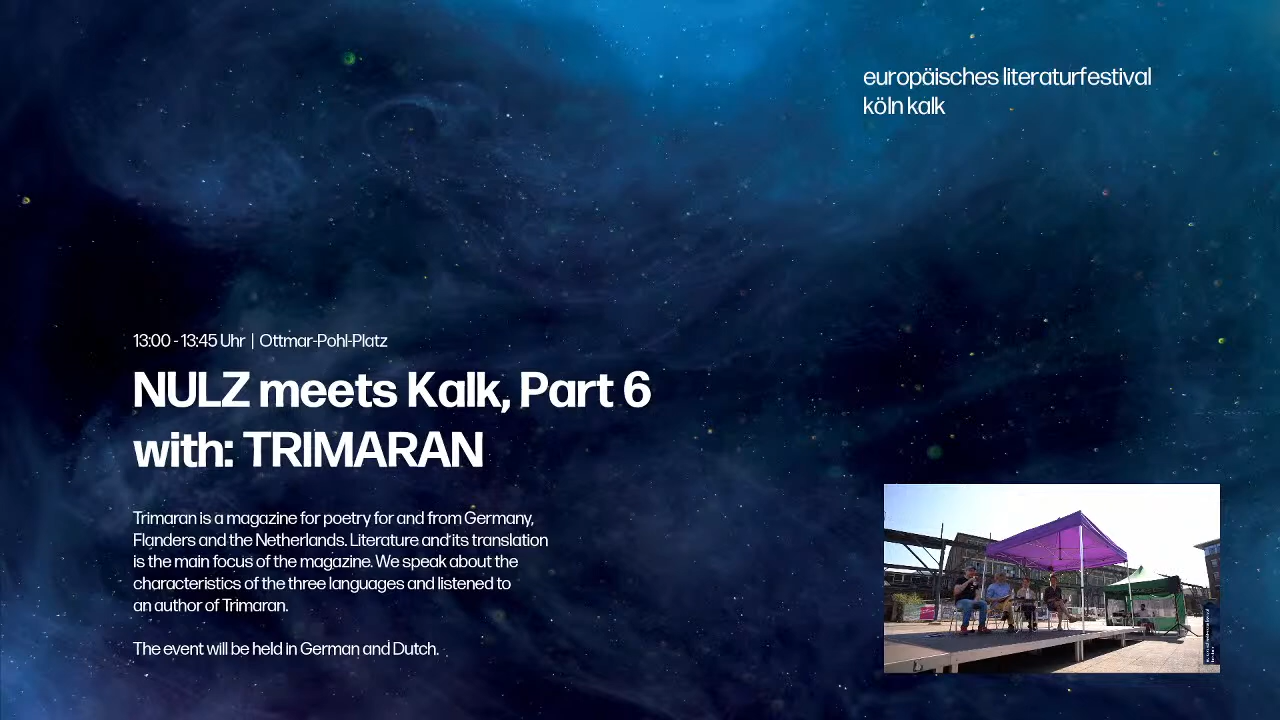 europäisches literaturfestival
köln kalk
13:00 - 13:45 Uhr | Ottmar-Pohl-Platz
NULZ meets Kalk, Part 6
with: TRIMARAN
Trimaran is a magazine for poetry for and from Germany,
Flanders and the Netherlands. Literature and its translation
is the main focus of the magazine. We speak about the
characteristics of the three languages and listened to
an author of Trimaran.
The event will be held in German and Dutch.